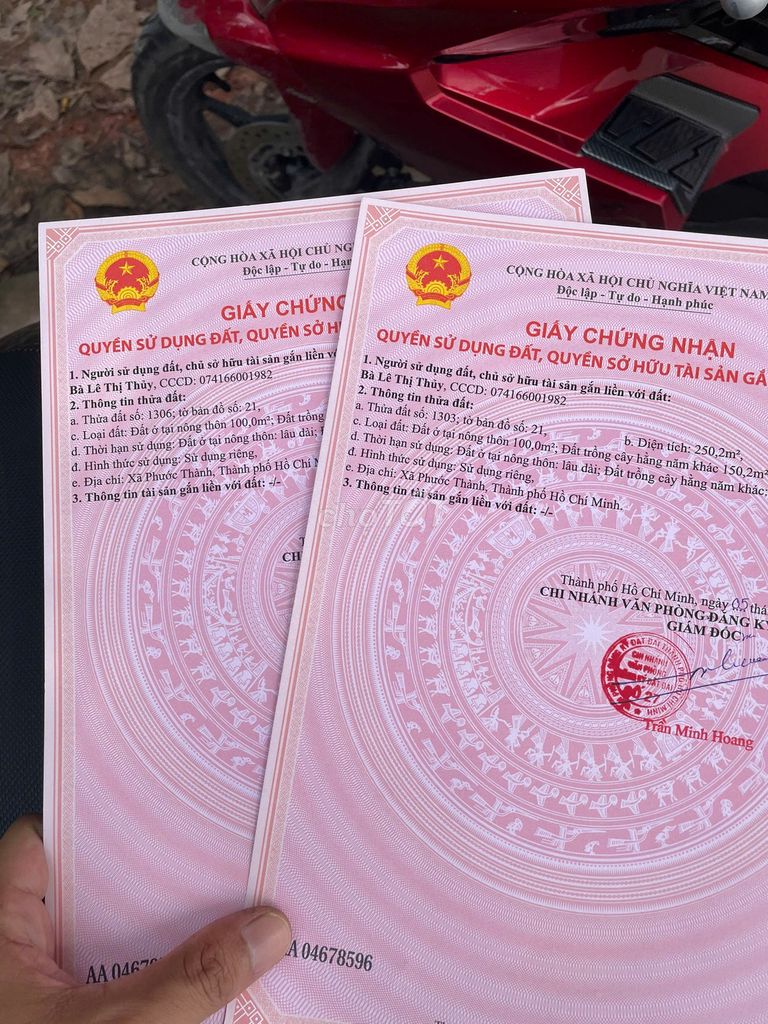 CỘNG HÒA XÃ HỘI CHỦ NGHĨA
Độc lập - Tự do - Hạnh
GIẤY CHỨNG
QUYỀN SỬ DỤNG ĐẤT, QUYỀN SỞ H
1. Người sử dụng đất, chủ sở hữu tài sản gắn liền với
Bà Lê Thị Thủy, CCCD: 074166001982
2. Thông tin thửa đất:
a. Thửa đất số: 1306; tờ bản đồ số: 21,
c. Loại đất: Đất ở tại nông thôn 100,0m²; Đất trồng
d. Thời hạn sử dụng: Đất ở tại nông thôn: lâu dài;
đ. Hình thức sử dụng: Sử dụng riêng,
e. Địa chỉ: Xã Phước Thành, Thành phố Hồ Chí M
3. Thông tin tài sản gắn liền với đất: -/-
CH
AA 0467
CỘNG HÒA XÃ HỘI CHỦ NGHĨA VIỆT NAM
Độc lập - Tự do - Hạnh phúc
GIẤY CHỨNG NHẬN
QUYỀN SỬ DỤNG ĐẤT, QUYỀN SỞ HỮU TÀI SẢN GẮ
1. Người sử dụng đất, chủ sở hữu tài sản gắn liền với đất:
Bà Lê Thị Thủy, CCCD: 074166001982
2. Thông tin thửa đất:
a. Thửa đất số: 1303; tờ bản đồ số: 21, b. Diện tích: 250,2m²,
c. Loại đất: Đất ở tại nông thôn 100,0m²; Đất trồng cây hằng năm khác 150,2m²
d. Thời hạn sử dụng: Đất ở tại nông thôn: lâu dài; Đất trồng cây hằng năm khác:
đ. Hình thức sử dụng: Sử dụng riêng,
e. Địa chỉ: Xã Phước Thành, Thành phố Hồ Chí Minh.
3. Thông tin tài sản gắn liền với đất: -/-
Thành phố Hồ Chí Minh, ngày 05 thá
CHI NHÁNH VĂN PHÒNG ĐĂNG KÝ
GIÁM ĐỐC
CHI NHÁNH
VĂN PHÒNG
Trần Minh Hoang
A 04678596